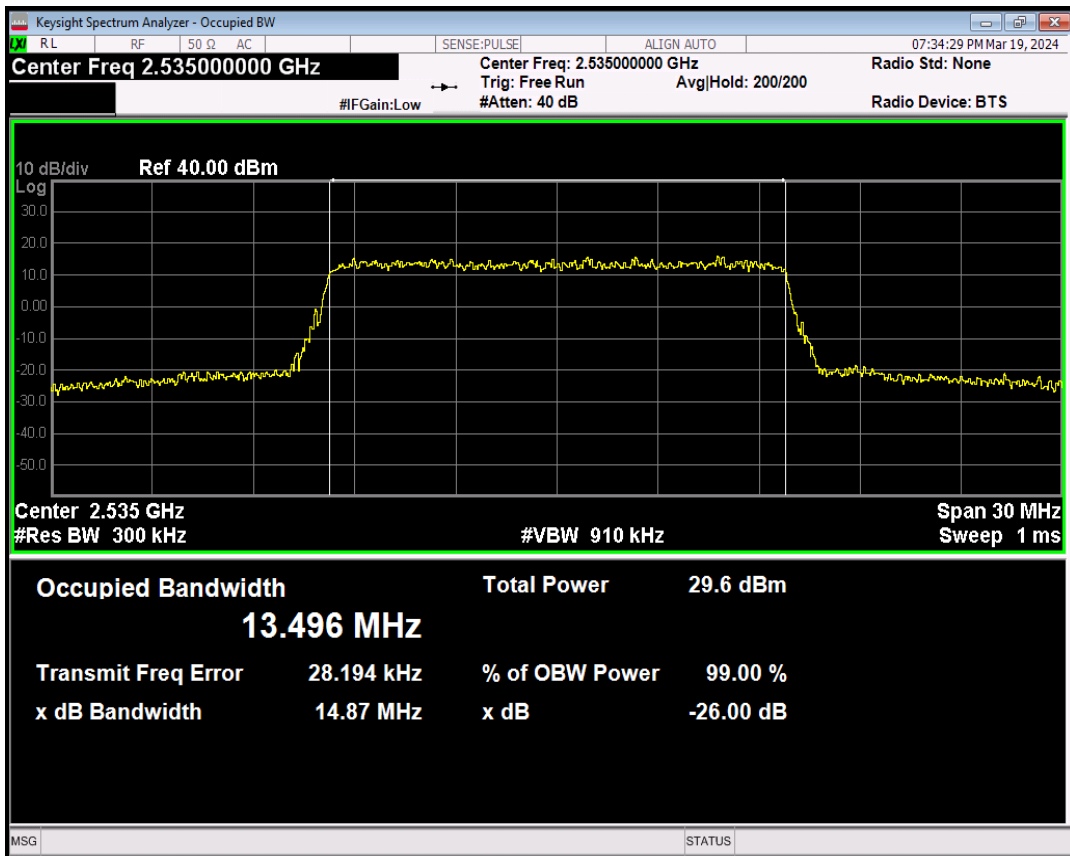 Keysight Spectrum Analyzer - Occupied BW
LXI RL RF 50 Ω AC SENSE:PULSE ALIGN AUTO 07:34:29 PM Mar 19, 2024
Center Freq 2.535000000 GHz
Center Freq: 2.535000000 GHz
Radio Std: None
Trig: Free Run Avg|Hold: 200/200
#IFGain:Low #Atten: 40 dB Radio Device: BTS
10 dB/div Ref 40.00 dBm
Log
30.0
20.0
10.0
0.00
-10.0
-20.0
-30.0
-40.0
-50.0
Center 2.535 GHz Span 30 MHz
#Res BW 300 kHz #VBW 910 kHz Sweep 1 ms
Occupied Bandwidth Total Power 29.6 dBm
13.496 MHz
Transmit Freq Error 28.194 kHz % of OBW Power 99.00 %
x dB Bandwidth 14.87 MHz x dB -26.00 dB
MSG STATUS